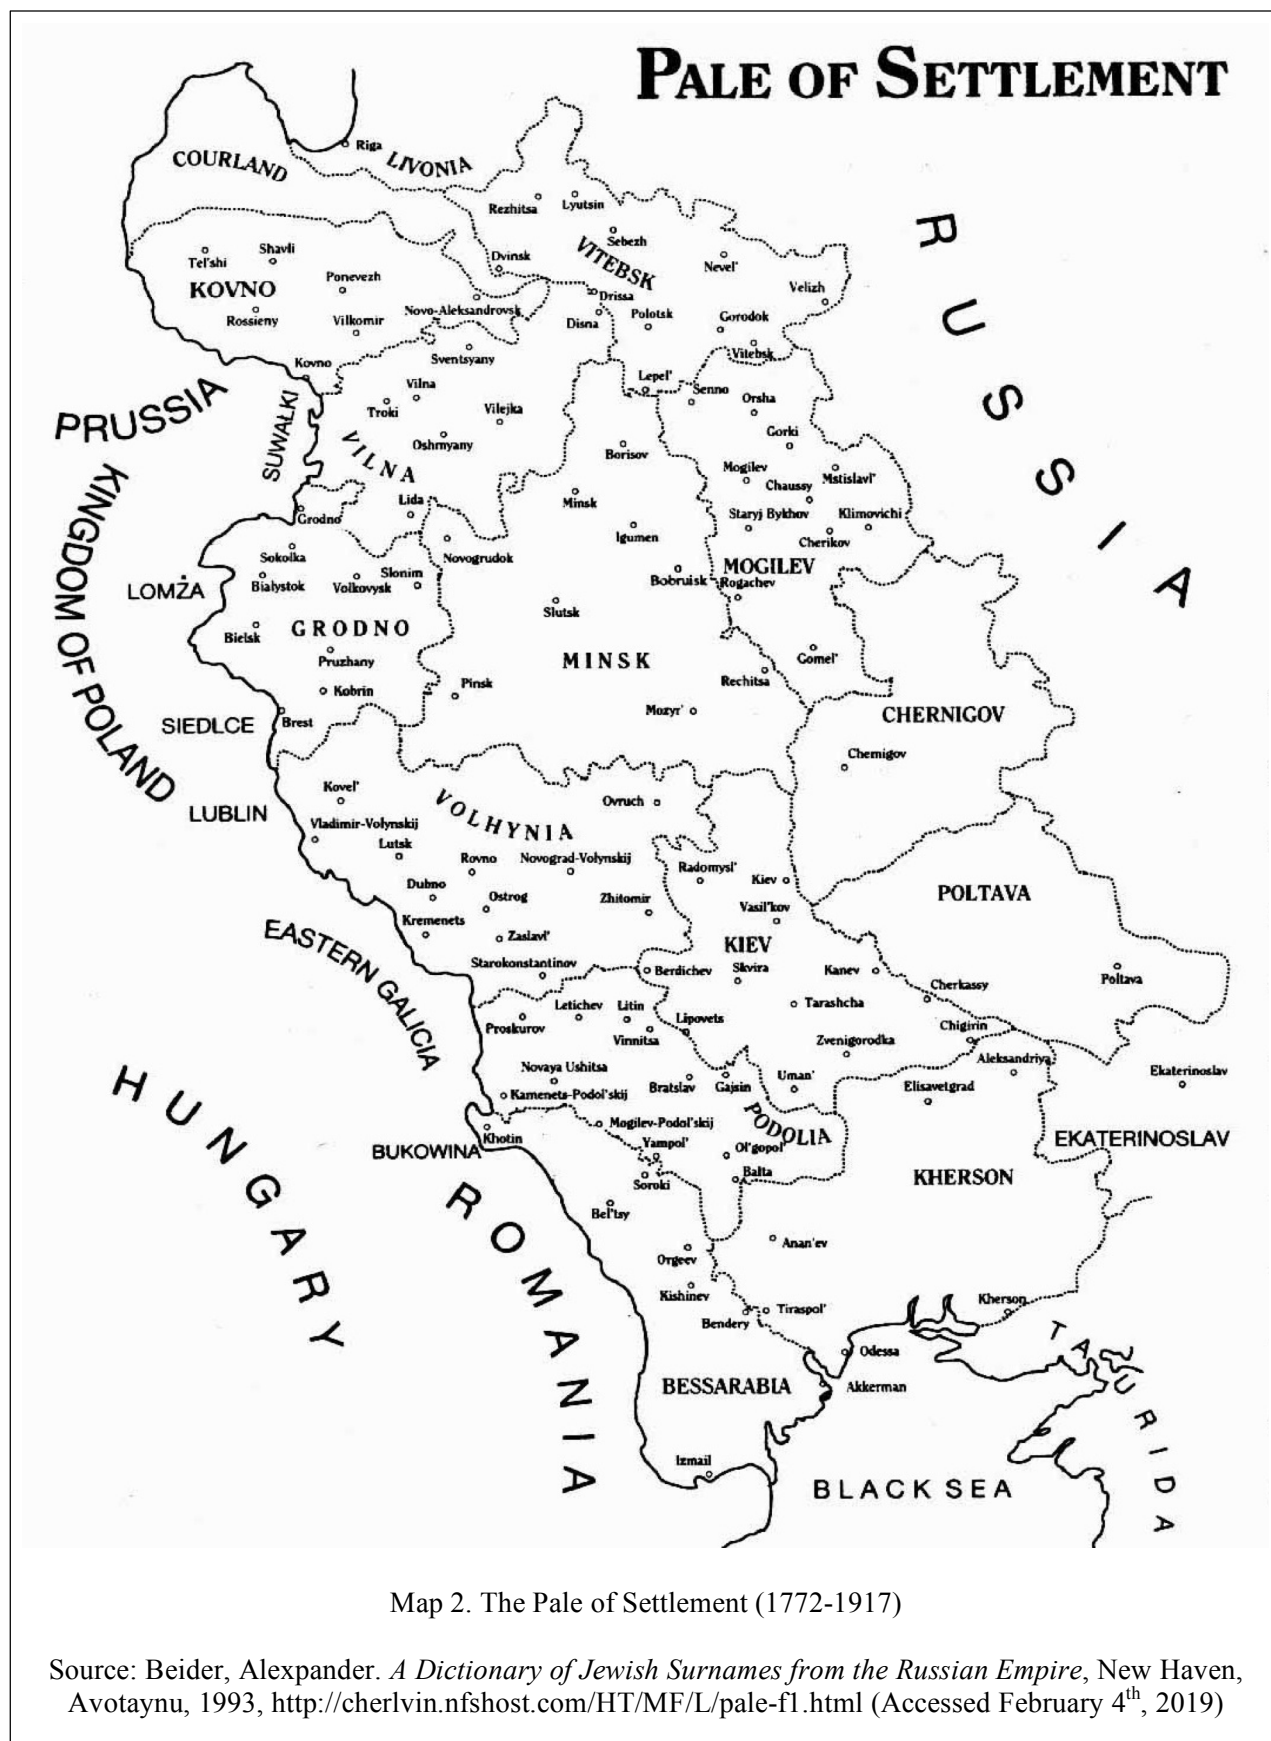 PALE OF SETTLEMENT
Riga
COURLAND
LIVONIA
Rezhitsa
Lyutsin
RUSSIA
Sebezh
VITEBSK
Nevel'
Tel'shi
Shavli
Dvinsk
KOVNO
Ponevezh
Velizh
Drissa
Rossieny
Vilkomir
Novo-Aleksandrovsk
Disna
Polotsk
Gorodok
Sventsyany
Vitebsk
Kovno
Lepel'
Senno
PRUSSIA
SUWAŁKI
Troki
Vilna
Vilejka
Orsha
Oshmyany
VILNA
Gorki
Borisov
KINGDOM OF POLAND
Mogilev
Mstislavl'
Chaussy
Lida
Minsk
Grodno
Staryj Bykhov
Klimovichi
Igumen
Cherikov
Sokolka
Novogrudok
MOGILEV
LOMŻA
Bialystok
Volkovysk
Slonim
Bobruisk
Rogachev
Slutsk
Bielsk
GRODNO
Pruzhany
MINSK
Gomel'
Kobrin
Pinsk
Rechitsa
Mozyr'
SIEDLCE
Brest
CHERNIGOV
Chernigov
Kovel'
VOLHYNIA
Ovruch
LUBLIN
Vladimir-Volynskij
Lutsk
Rovno
Novograd-Volynskij
Radomysl'
Kiev
Dubno
Ostrog
Zhitomir
Vasil'kov
POLTAVA
Kremenets
Zaslavl'
KIEV
EASTERN GALICIA
Starokonstantinov
Berdichev
Skvira
Kanev
Poltava
Cherkassy
Letichev
Litin
Tarashcha
Proskurov
Vinnitsa
Lipovets
Chigirin
Zvenigorodka
Aleksandriya
HUNGARY
Novaya Ushitsa
Bratslav
Gajsin
Uman'
Elisavetgrad
Ekaterinoslav
Kamenets-Podol'skij
Mogilev-Podol'skij
PODOLIA
BUKOWINA
Khotin
Yampol'
Ol'gopol'
EKATERINOSLAV
Soroki
Balta
KHERSON
ROMANIA
Bel'tsy
Anan'ev
Orgeev
Kishinev
Kherson
Bendery
Tiraspol'
TAURIDA
Odessa
BESSARABIA
Akkerman
Izmail
BLACK SEA
Map 2. The Pale of Settlement (1772-1917)
Source: Beider, Alexpander. A Dictionary of Jewish Surnames from the Russian Empire, New Haven,
Avotaynu, 1993, http://cherlvin.nfshost.com/HT/MF/L/pale-f1.html (Accessed February 4th, 2019)